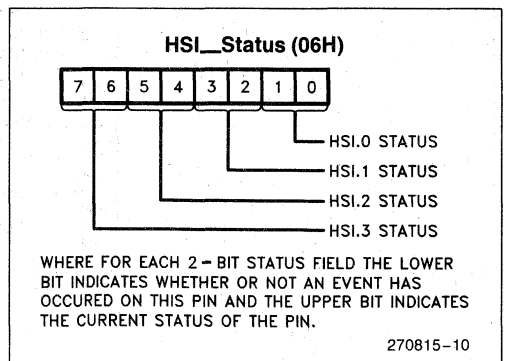 HSI__Status (06H)
7 6 5 4 3 2 1 0
HSI.0 STATUS
HSI.1 STATUS
HSI.2 STATUS
HSI.3 STATUS
WHERE FOR EACH 2-BIT STATUS FIELD THE LOWER
BIT INDICATES WHETHER OR NOT AN EVENT HAS
OCCURED ON THIS PIN AND THE UPPER BIT INDICATES
THE CURRENT STATUS OF THE PIN.
270815-10